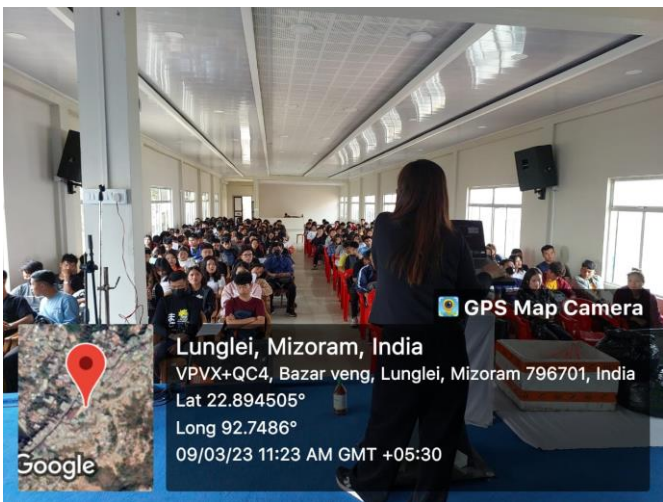 GPS Map Camera
Lunglei, Mizoram, India
VPVX+QC4, Bazar veng, Lunglei, Mizoram 796701, India
Lat 22.894505°
Long 92.7486°
09/03/23 11:23 AM GMT +05:30
Google